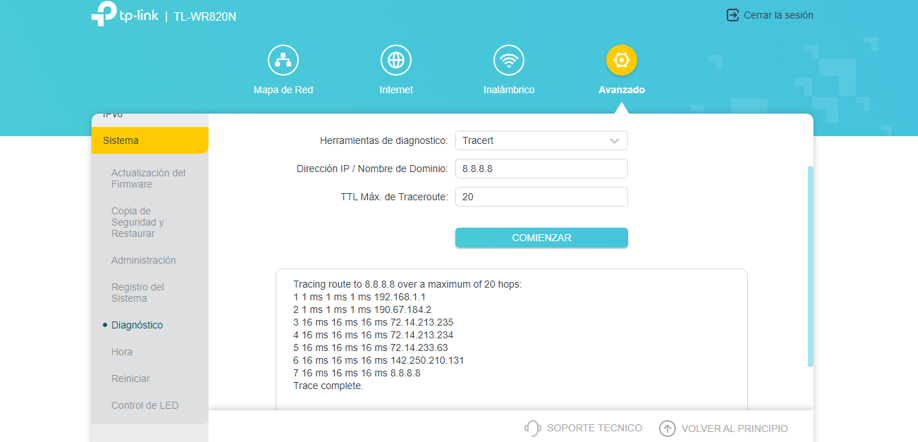 tp-link | TL-WR820N
Cerrar la sesión
Mapa de Red
Internet
Inalámbrico
Avanzado
IPv6
Sistema
Actualización del
Firmware
Copia de
Seguridad y
Restaurar
Administración
Registro del
Sistema
Diagnóstico
Hora
Reiniciar
Control de LED
Herramientas de diagnostico: Tracert
Dirección IP / Nombre de Dominio: 8.8.8.8
TTL Máx. de Traceroute: 20
COMIENZAR
Tracing route to 8.8.8.8 over a maximum of 20 hops:
1 1 ms 1 ms 1 ms 192.168.1.1
2 1 ms 1 ms 1 ms 190.67.184.2
3 16 ms 16 ms 16 ms 72.14.213.235
4 16 ms 16 ms 16 ms 72.14.213.234
5 16 ms 16 ms 16 ms 72.14.233.63
6 16 ms 16 ms 16 ms 142.250.210.131
7 16 ms 16 ms 16 ms 8.8.8.8
Trace complete.
SOPORTE TECNICO
VOLVER AL PRINCIPIO